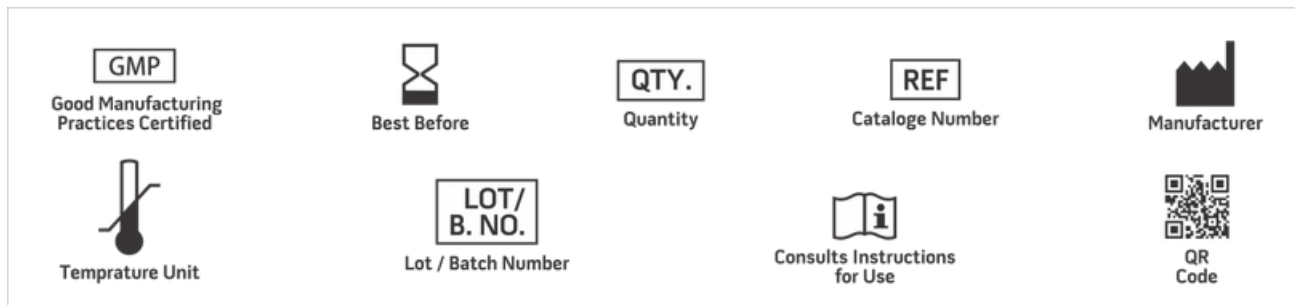 GMP
Good Manufacturing
Practices Certified
Best Before
QTY.
Quantity
REF
Cataloge Number
Manufacturer
Temprature Unit
LOT/
B. NO.
Lot / Batch Number
i
Consults Instructions
for Use
QR
Code